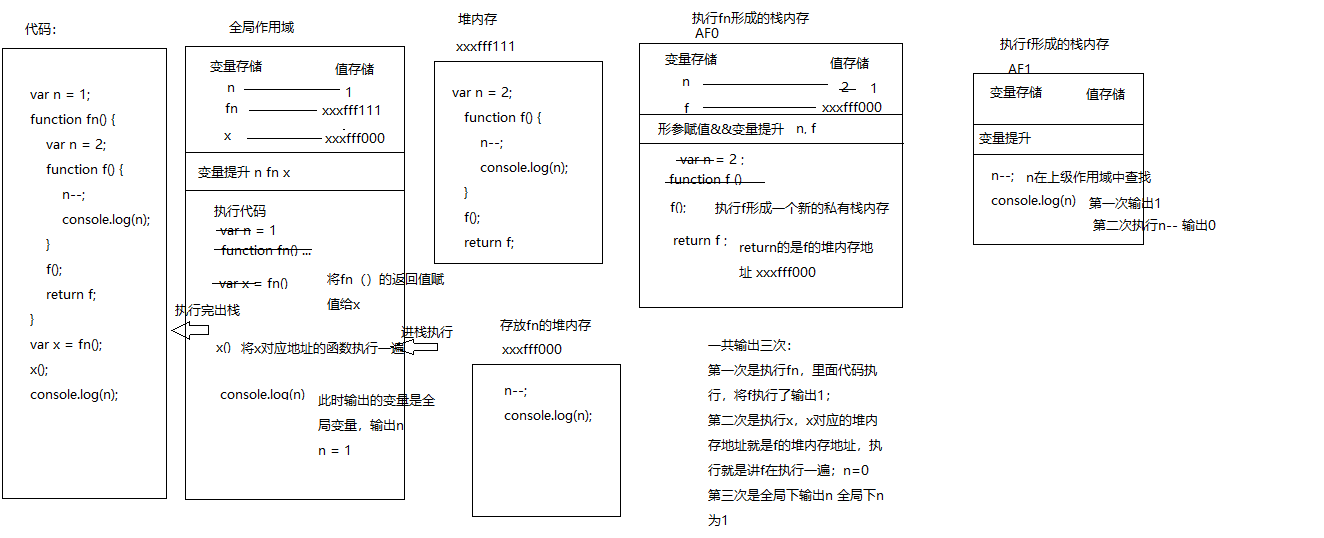 代码:
var n = 1;
function fn() {
var n = 2;
function f() {
n--;
console.log(n);
}
f();
return f;
}
var x = fn();
x();
console.log(n);
全局作用域
变量存储 值存储
n 1
fn xxxfff111
x xxxfff000
变量提升 n fn x
执行代码
var n = 1
function fn() ...
var x = fn()
将fn（）的返回值赋
值给x
执行完出栈
进栈执行
x() 将x对应地址的函数执行一遍
console.log(n)
此时输出的变量是全
局变量，输出n
n = 1
堆内存
xxxfff111
var n = 2;
function f() {
n--;
console.log(n);
}
f();
return f;
存放fn的堆内存
xxxfff000
n--;
console.log(n);
执行fn形成的栈内存
AF0
变量存储 值存储
n 2 1
f xxxfff000
形参赋值&&变量提升 n, f
var n = 2 ;
function f ()
f(); 执行f形成一个新的私有栈内存
return f ; return的是f的堆内存地
址 xxxfff000
一共输出三次：
第一次是执行fn，里面代码执
行，将f执行了输出1；
第二次是执行x，x对应的堆内
存地址就是f的堆内存地址，执
行就是讲f在执行一遍；n=0
第三次是全局下输出n 全局下n
为1
执行f形成的栈内存
AF1
变量存储 值存储
变量提升
n--; n在上级作用域中查找
console.log(n) 第一次输出1
第二次执行n-- 输出0